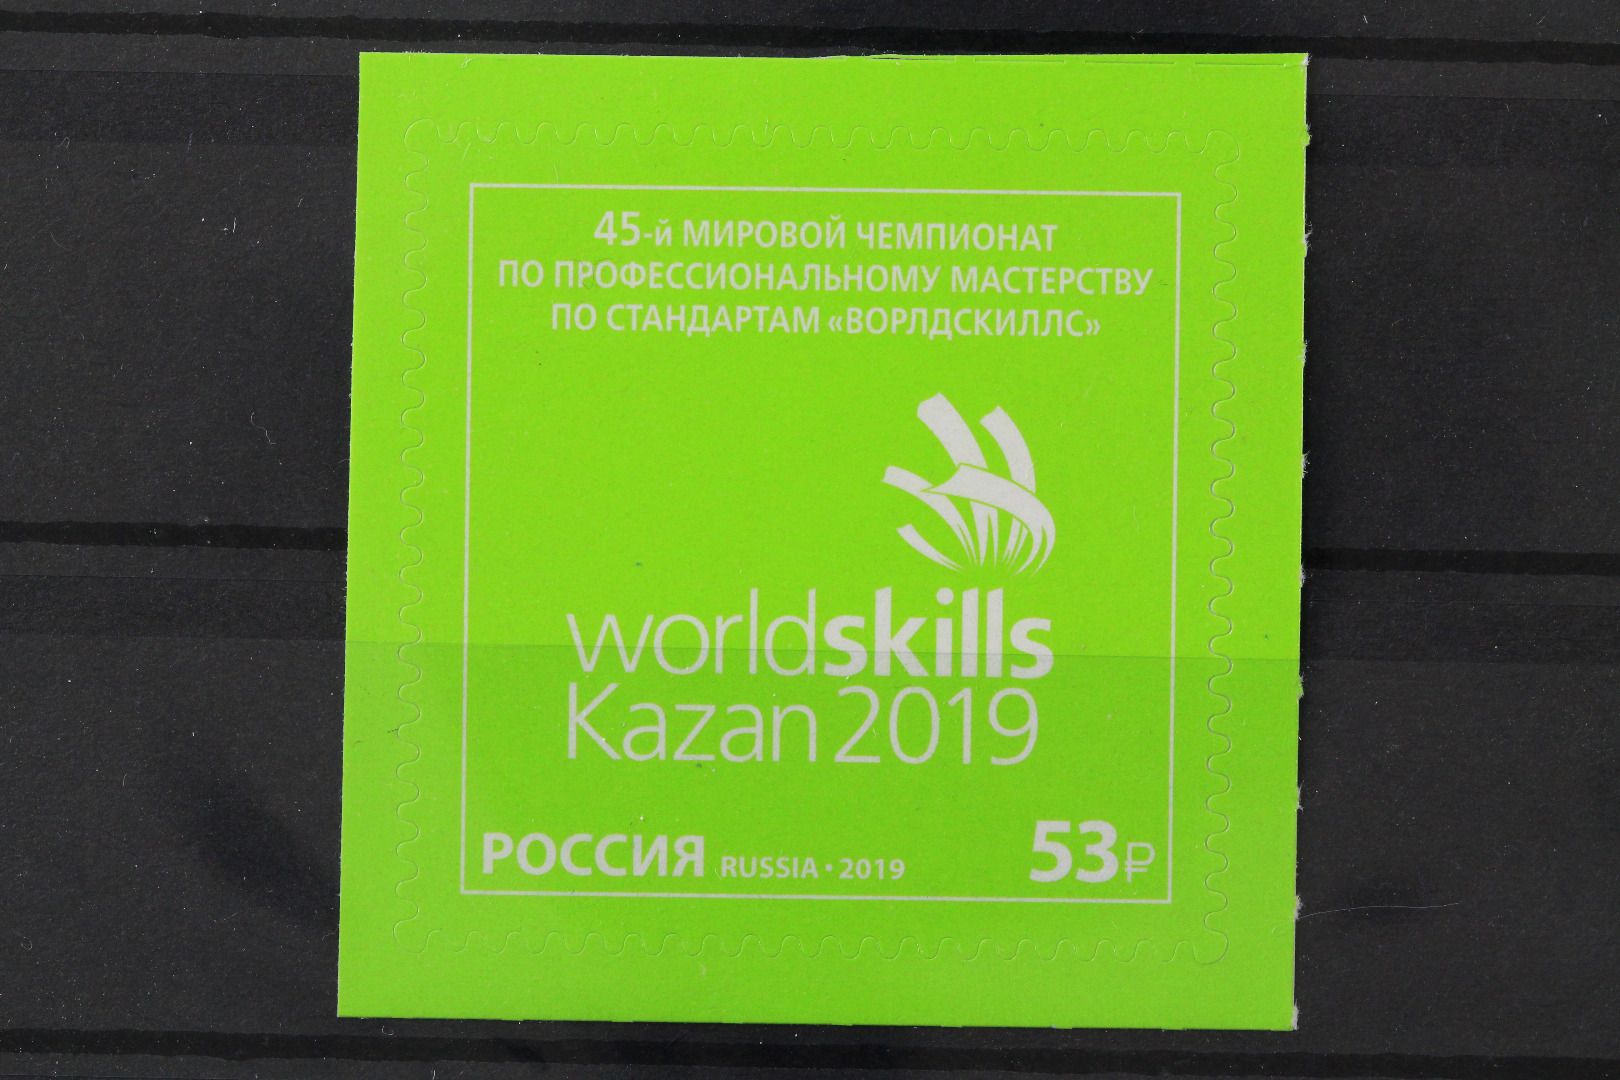 45-й МИРОВОЙ ЧЕМПИОНАТ
ПО ПРОФЕССИОНАЛЬНОМУ МАСТЕРСТВУ
ПО СТАНДАРТАМ «ВОРЛДСКИЛЛС»
worldskills
Kazan 2019
РОССИЯ RUSSIA • 2019 53 ₽